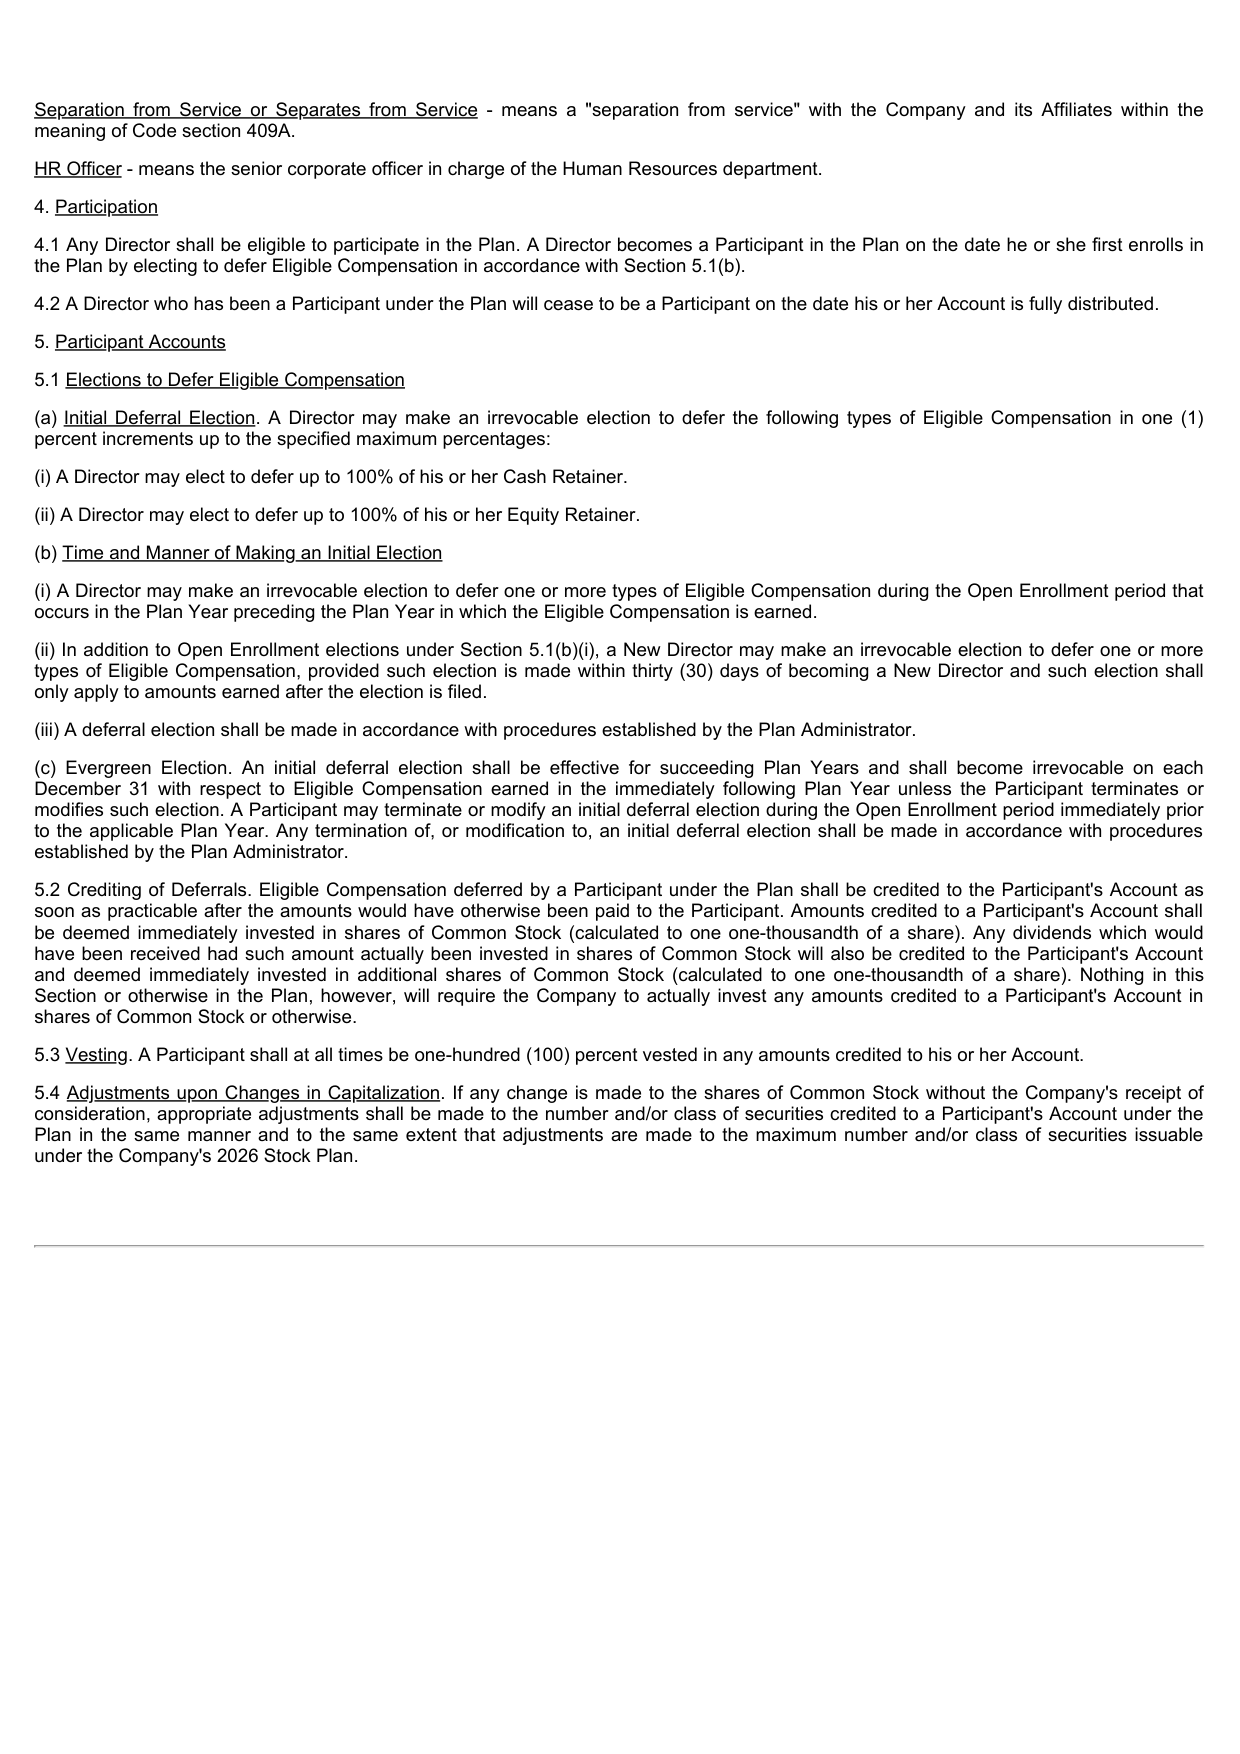 Separation from Service or Separates from Service - means a "separation from service" with the Company and its Affiliates within the
meaning of Code section 409A.
HR Officer - means the senior corporate officer in charge of the Human Resources department.
4. Participation
4.1 Any Director shall be eligible to participate in the Plan. A Director becomes a Participant in the Plan on the date he or she first enrolls in
the Plan by electing to defer Eligible Compensation in accordance with Section 5.1(b).
4.2 A Director who has been a Participant under the Plan will cease to be a Participant on the date his or her Account is fully distributed.
5. Participant Accounts
5.1 Elections to Defer Eligible Compensation
(a) Initial Deferral Election. A Director may make an irrevocable election to defer the following types of Eligible Compensation in one (1)
percent increments up to the specified maximum percentages:
(i) A Director may elect to defer up to 100% of his or her Cash Retainer.
(ii) A Director may elect to defer up to 100% of his or her Equity Retainer.
(b) Time and Manner of Making an Initial Election
(i) A Director may make an irrevocable election to defer one or more types of Eligible Compensation during the Open Enrollment period that
occurs in the Plan Year preceding the Plan Year in which the Eligible Compensation is earned.
(ii) In addition to Open Enrollment elections under Section 5.1(b)(i), a New Director may make an irrevocable election to defer one or more
types of Eligible Compensation, provided such election is made within thirty (30) days of becoming a New Director and such election shall
only apply to amounts earned after the election is filed.
(iii) A deferral election shall be made in accordance with procedures established by the Plan Administrator.
(c) Evergreen Election. An initial deferral election shall be effective for succeeding Plan Years and shall become irrevocable on each
December 31 with respect to Eligible Compensation earned in the immediately following Plan Year unless the Participant terminates or
modifies such election. A Participant may terminate or modify an initial deferral election during the Open Enrollment period immediately prior
to the applicable Plan Year. Any termination of, or modification to, an initial deferral election shall be made in accordance with procedures
established by the Plan Administrator.
5.2 Crediting of Deferrals. Eligible Compensation deferred by a Participant under the Plan shall be credited to the Participant's Account as
soon as practicable after the amounts would have otherwise been paid to the Participant. Amounts credited to a Participant's Account shall
be deemed immediately invested in shares of Common Stock (calculated to one one-thousandth of a share). Any dividends which would
have been received had such amount actually been invested in shares of Common Stock will also be credited to the Participant's Account
and deemed immediately invested in additional shares of Common Stock (calculated to one one-thousandth of a share). Nothing in this
Section or otherwise in the Plan, however, will require the Company to actually invest any amounts credited to a Participant's Account in
shares of Common Stock or otherwise.
5.3 Vesting. A Participant shall at all times be one-hundred (100) percent vested in any amounts credited to his or her Account.
5.4 Adjustments upon Changes in Capitalization. If any change is made to the shares of Common Stock without the Company's receipt of
consideration, appropriate adjustments shall be made to the number and/or class of securities credited to a Participant's Account under the
Plan in the same manner and to the same extent that adjustments are made to the maximum number and/or class of securities issuable
under the Company's 2026 Stock Plan.